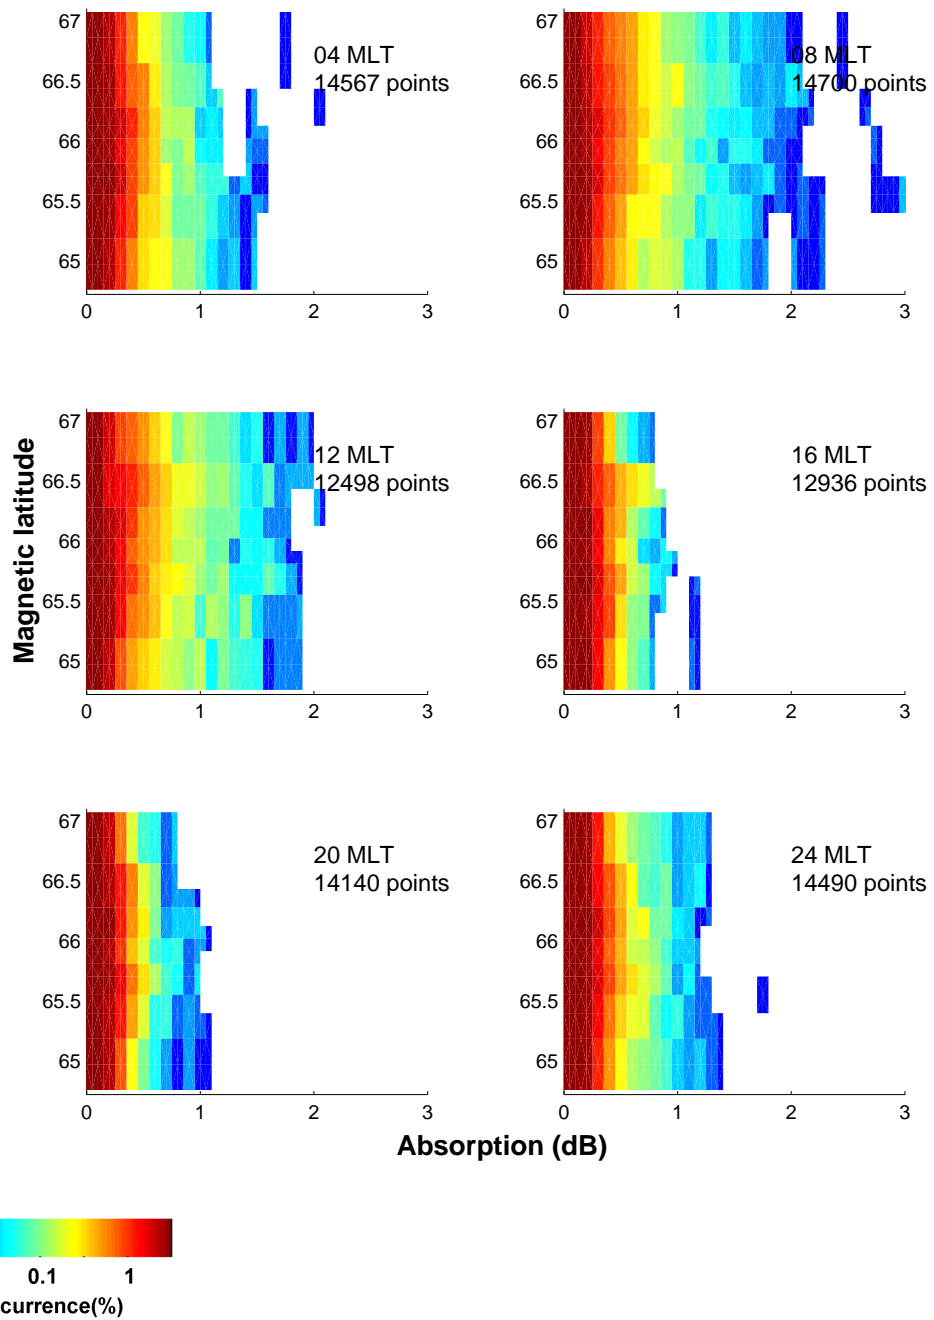 67
66.5
66
65.5
65
0 1 2 3
04 MLT
14567 points
67
66.5
66
65.5
65
0 1 2 3
08 MLT
14700 points
Magnetic latitude
67
66.5
66
65.5
65
0 1 2 3
12 MLT
12498 points
67
66.5
66
65.5
65
0 1 2 3
16 MLT
12936 points
67
66.5
66
65.5
65
0 1 2 3
20 MLT
14140 points
67
66.5
66
65.5
65
0 1 2 3
24 MLT
14490 points
Absorption (dB)
0.1 1
currence(%)